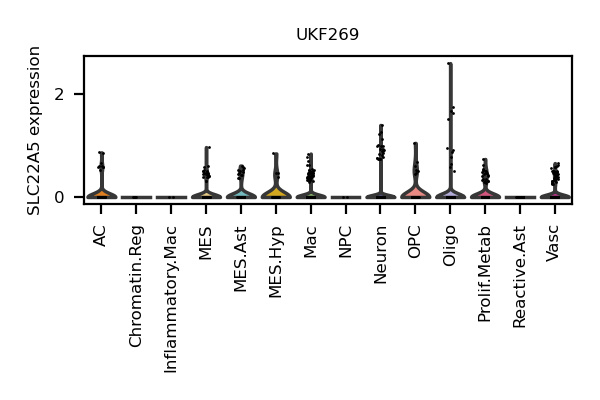 UKF269
SLC22A5 expression
2
0
AC
Chromatin.Reg
Inflammatory.Mac
MES
MES.Ast
MES.Hyp
Mac
NPC
Neuron
OPC
Oligo
Prolif.Metab
Reactive.Ast
Vasc